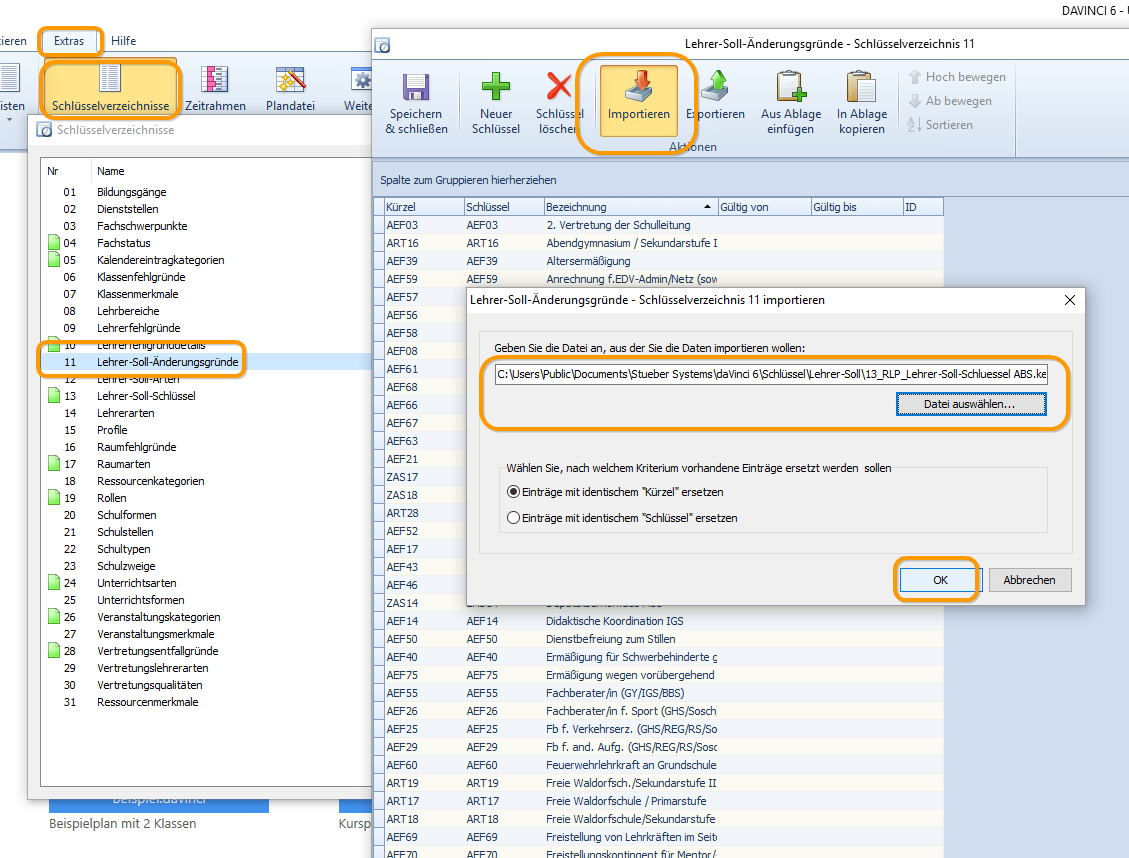 DAVINCI 6 -
ieren Extras Hilfe
isten Schlüsselverzeichnisse Zeitrahmen Plandatei Weite
Schlüsselverzeichnisse
Nr Name
01 Bildungsgänge
02 Dienststellen
03 Fachschwerpunkte
04 Fachstatus
05 Kalendereintragkategorien
06 Klassenfehlgründe
07 Klassenmerkmale
08 Lehrbereiche
09 Lehrerfehlgründe
10 Lehrerfehlgrunddetails
11 Lehrer-Soll-Änderungsgründe
12 Lehrer-Soll-Arten
13 Lehrer-Soll-Schlüssel
14 Lehrerarten
15 Profile
16 Raumfehlgründe
17 Raumarten
18 Ressourcenkategorien
19 Rollen
20 Schulformen
21 Schulstellen
22 Schultypen
23 Schulzweige
24 Unterrichtsarten
25 Unterrichtsformen
26 Veranstaltungskategorien
27 Veranstaltungsmerkmale
28 Vertretungsentfallgründe
29 Vertretungslehrerarten
30 Vertretungsqualitäten
31 Ressourcenmerkmale
Beispiel.davinci
Beispielplan mit 2 Klassen
Kursp
Lehrer-Soll-Änderungsgründe - Schlüsselverzeichnis 11
Speichern & schließen
Neuer Schlüssel
Schlüssel löschen
Importieren
Exportieren
Aus Ablage einfügen
In Ablage kopieren
Hoch bewegen
Ab bewegen
Sortieren
Aktionen
Spalte zum Gruppieren hierherziehen
Kürzel Schlüssel Bezeichnung Gültig von Gültig bis ID
AEF03 AEF03 2. Vertretung der Schulleitung
ART16 ART16 Abendgymnasium / Sekundarstufe I
AEF39 AEF39 Altersermäßigung
AEF59 AEF59 Anrechnung f.EDV-Admin/Netz (sow
AEF57
AEF56
AEF58
AEF08
AEF61
AEF68
AEF66
AEF67
AEF63
AEF21
ZAS17
ZAS18
ART28
AEF52
AEF17
AEF43
AEF46
ZAS14
AEF14 AEF14 Didaktische Koordination IGS
AEF50 AEF50 Dienstbefreiung zum Stillen
AEF40 AEF40 Ermäßigung für Schwerbehinderte g
AEF75 AEF75 Ermäßigung wegen vorübergehend
AEF55 AEF55 Fachberater/in (GY/IGS/BBS)
AEF26 AEF26 Fachberater/in f. Sport (GHS/Sosch
AEF25 AEF25 Fb f. Verkehrserz. (GHS/REG/RS/So
AEF29 AEF29 Fb f. and. Aufg. (GHS/REG/RS/Sosc
AEF60 AEF60 Feuerwehrlehrkraft an Grundschule
ART19 ART19 Freie Waldorfsch./Sekundarstufe II
ART17 ART17 Freie Waldorfschule / Primarstufe
ART18 ART18 Freie Waldorfschule/Sekundarstufe
AEF69 AEF69 Freistellung von Lehrkräften im Seit
AEF70 AEF70 Freistellungskontingent für Mentor/
Lehrer-Soll-Änderungsgründe - Schlüsselverzeichnis 11 importieren
Geben Sie die Datei an, aus der Sie die Daten importieren wollen:
C:\Users\Public\Documents\Stueber Systems\daVinci 6\Schlüssel\Lehrer-Soll\13_RLP_Lehrer-Soll-Schluessel ABS.ke
Datei auswählen...
Wählen Sie, nach welchem Kriterium vorhandene Einträge ersetzt werden sollen
Einträge mit identischem "Kürzel" ersetzen
Einträge mit identischem "Schlüssel" ersetzen
OK Abbrechen